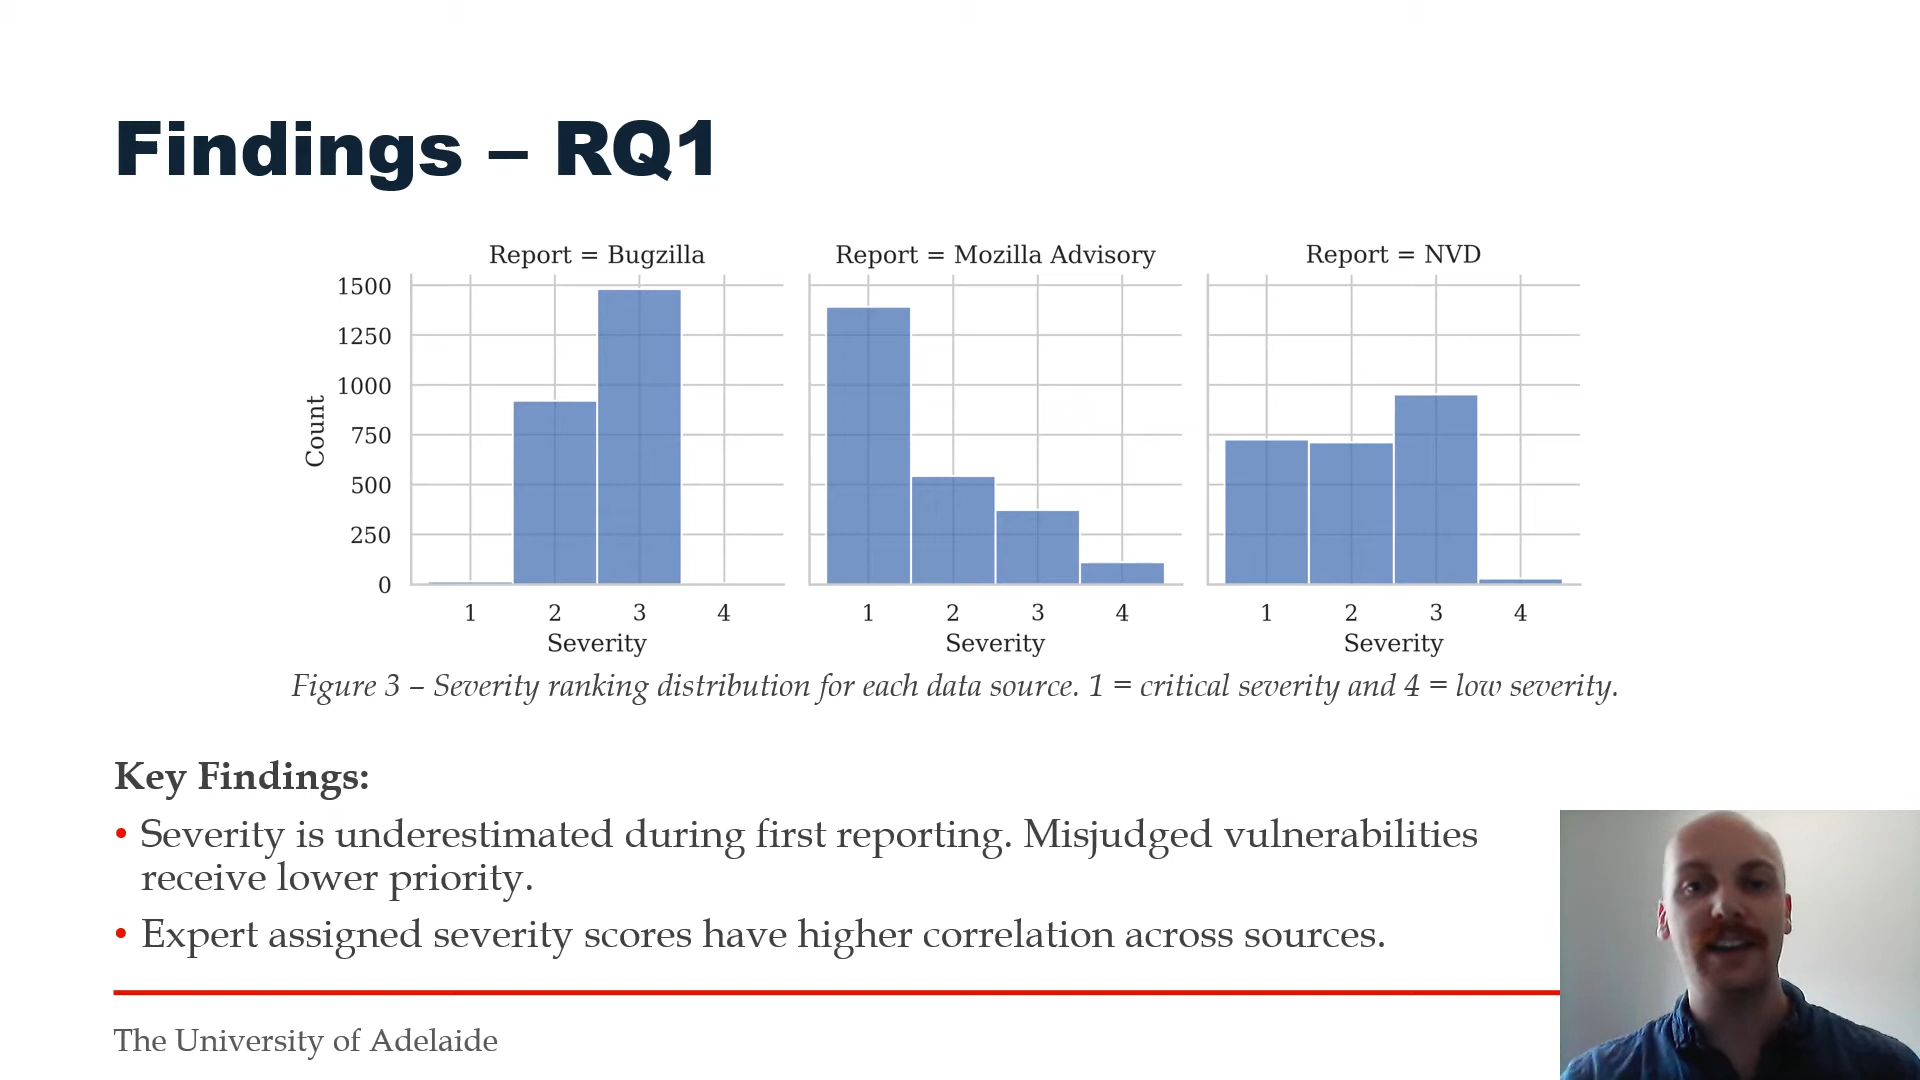 Findings – RQ1
Report = Bugzilla
Report = Mozilla Advisory
Report = NVD
Count
1500
1250
1000
750
500
250
0
1 2 3 4
1 2 3 4
1 2 3 4
Severity
Severity
Severity
Figure 3 – Severity ranking distribution for each data source. 1 = critical severity and 4 = low severity.
Key Findings:
• Severity is underestimated during first reporting. Misjudged vulnerabilities
receive lower priority.
• Expert assigned severity scores have higher correlation across sources.
The University of Adelaide